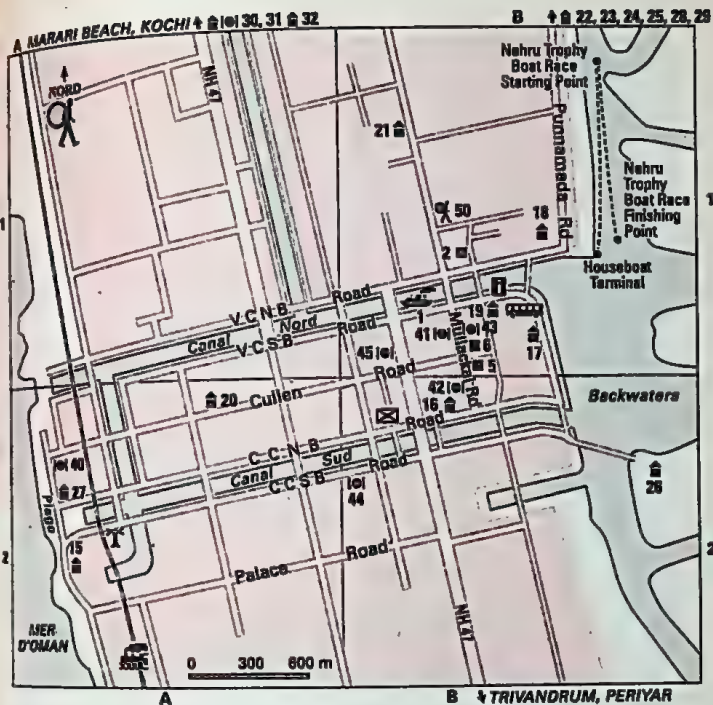 A MARARI BEACH, KOCHI 30, 31 32
B 22, 23, 24, 25, 28, 29
NORD
NH.47
21
Nehru Trophy
Boat Race
Starting Point
Punnamada Rd
Nehru
Trophy
Boat Race
Finishing
Point
1
50
18
1
2
Houseboat
Terminal
V C N B Road
Canal Nord
V C S B Road
1
i
19
43
41
6
Mullackal Rd
17
45
5
20 Cullen Road
42
16
Backwaters
C C N B Road
Canal Sud
C C S B Road
40
27
Plage
44
26
15
2
Palace Road
2
MER
D'OMAN
NH.47
0 300 600 m
A
B TRIVANDRUM, PERIYAR